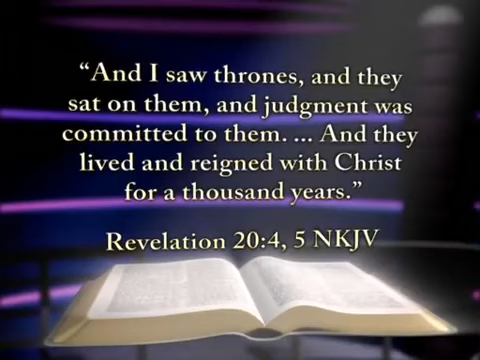 “And I saw thrones, and they
sat on them, and judgment was
committed to them. ... And they
lived and reigned with Christ
for a thousand years.”
Revelation 20:4, 5 NKJV